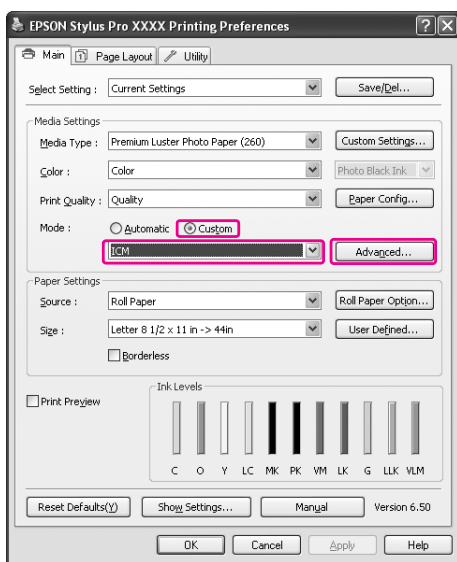 EPSON Stylus Pro XXXX Printing Preferences
Main Page Layout Utility
Select Setting : Current Settings Save/Del...
Media Settings
Media Type : Premium Luster Photo Paper (260) Custom Settings...
Color : Color Photo Black Ink
Print Quality : Quality Paper Config...
Mode : Automatic Custom
ICM Advanced...
Paper Settings
Source : Roll Paper Roll Paper Option...
Size : Letter 8 1/2 x 11 in -> 44in User Defined...
Borderless
Print Preview Ink Levels
C O Y LC MK PK VM LK G LLK VLM
Reset Defaults(Y) Show Settings... Manual Version 6.50
OK Cancel Apply Help